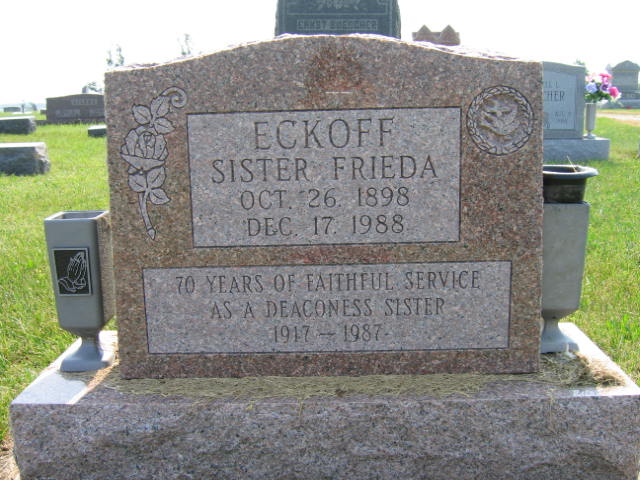 ECKOFF
SISTER FRIEDA
OCT. 26. 1898
DEC. 17. 1988
70 YEARS OF FAITHFUL SERVICE
AS A DEACONESS SISTER
1917 — 1987